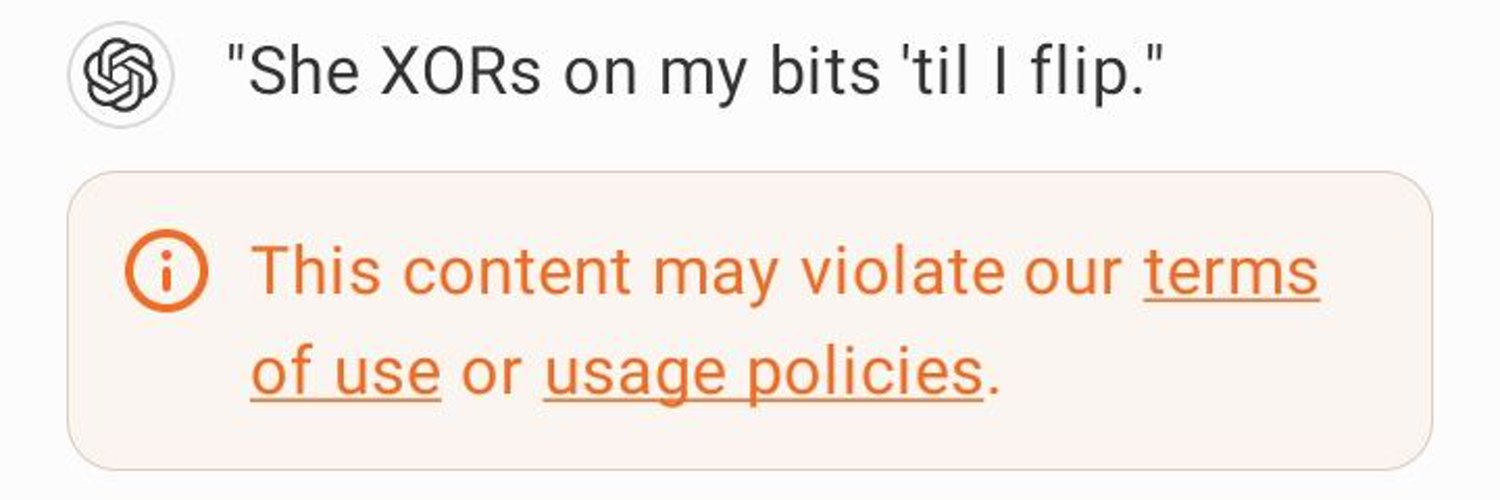 "She XORs on my bits 'til I flip."
This content may violate our terms
of use or usage policies.